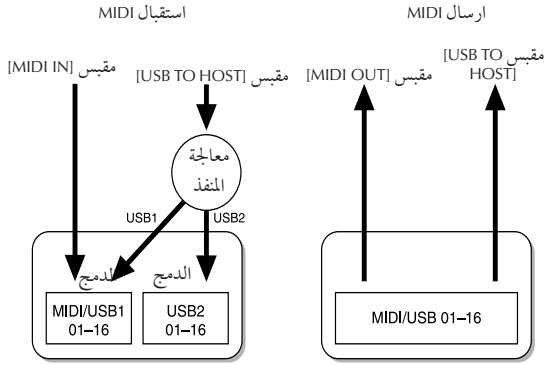 استقبال MIDI
ارسال MIDI
مقبس [MIDI IN]
مقبس [USB TO HOST]
مقبس [MIDI OUT]
مقبس [USB TO
HOST]
معالجة
المنفذ
USB1
USB2
الدمج
الدمج
MIDI/USB1
01–16
USB2
01–16
MIDI/USB 01–16